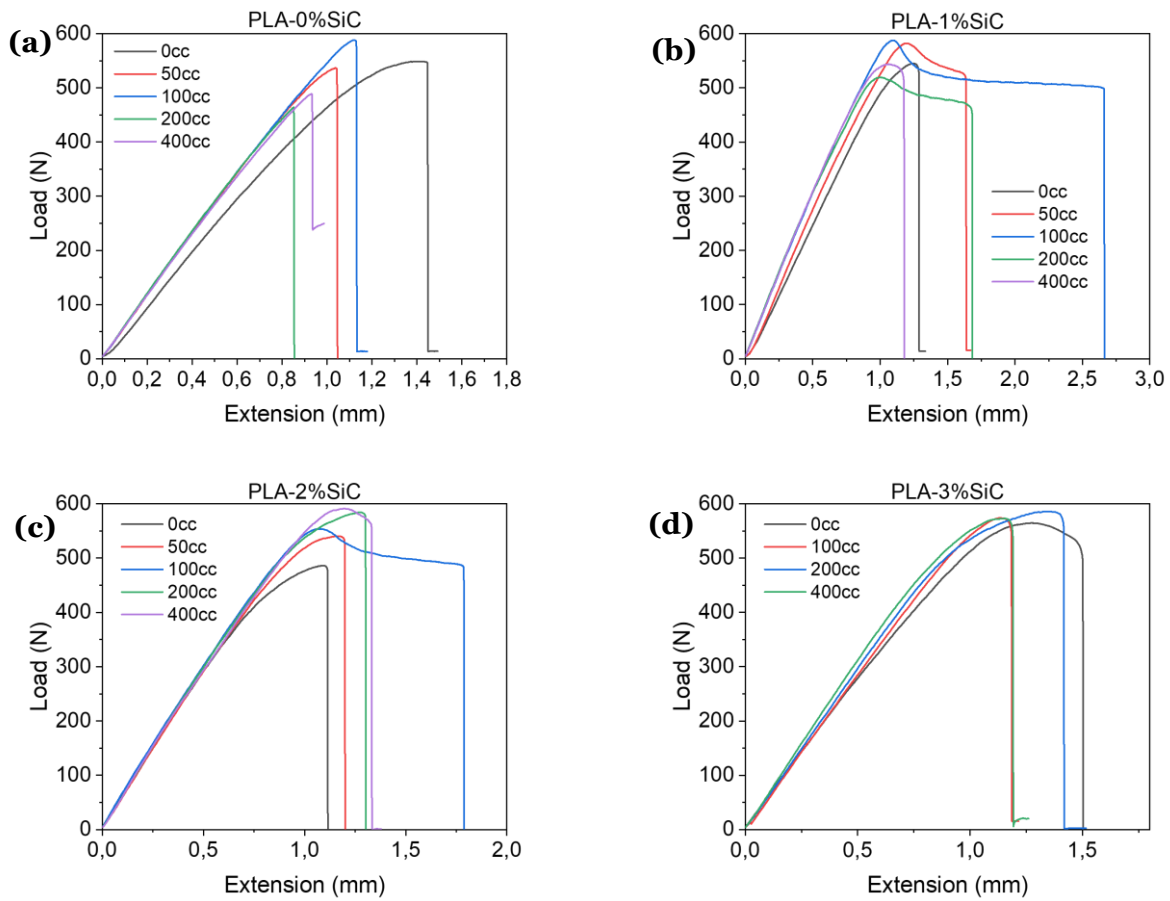 (a)
PLA-0%SiC
Load (N)
600
500
400
300
200
100
0
0cc
50cc
100cc
200cc
400cc
0,0 0,2 0,4 0,6 0,8 1,0 1,2 1,4 1,6 1,8
Extension (mm)
(b)
PLA-1%SiC
Load (N)
600
500
400
300
200
100
0
0cc
50cc
100cc
200cc
400cc
0,0 0,5 1,0 1,5 2,0 2,5 3,0
Extension (mm)
(c)
PLA-2%SiC
Load (N)
600
500
400
300
200
100
0
0cc
50cc
100cc
200cc
400cc
0,0 0,5 1,0 1,5 2,0
Extension (mm)
(d)
PLA-3%SiC
Load (N)
600
500
400
300
200
100
0
0cc
100cc
200cc
400cc
0,0 0,5 1,0 1,5
Extension (mm)